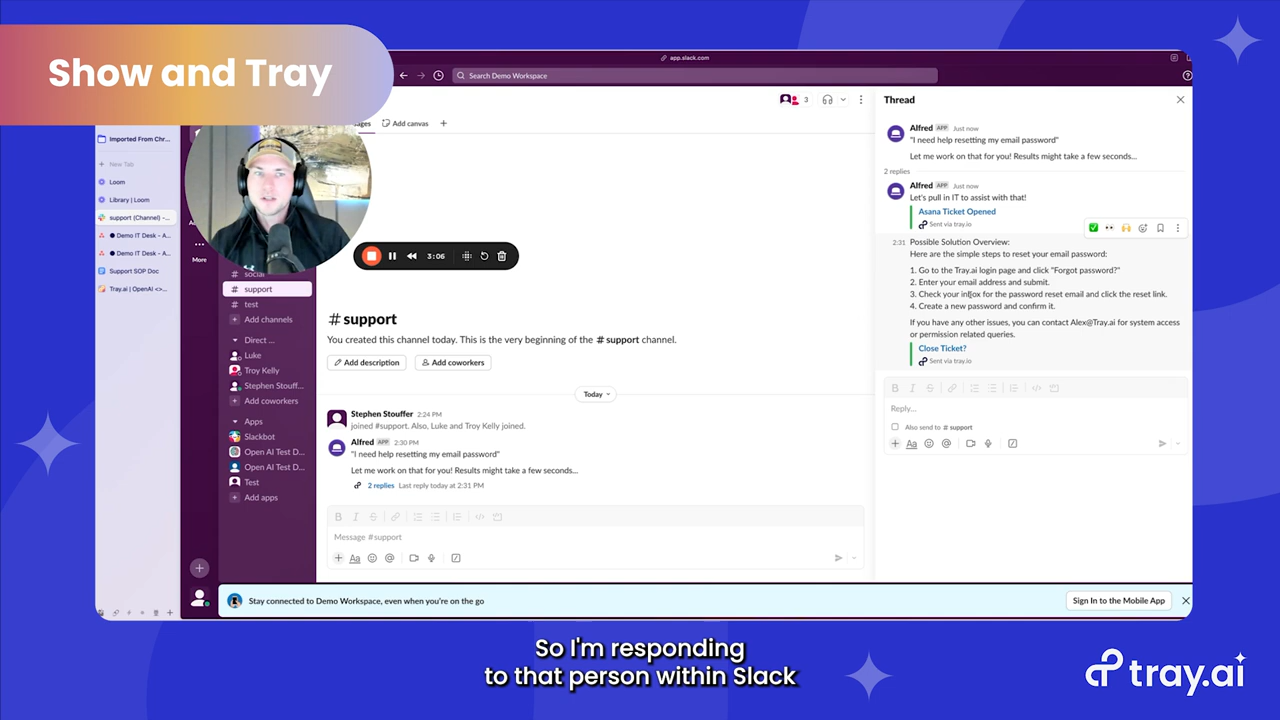 Show and Tray
app.slack.com
Search Demo Workspace
Imported From Chr...
New Tab
Loom
Library | Loom
support (Channel) -...
Demo IT Desk - A...
Demo IT Desk - A...
Support SOP Doc
Tray.ai | OpenAI <>...
More
social
# support
# test
Add channels
Direct ...
Luke
Troy Kelly
Stephen Stouff...
Add coworkers
Apps
Slackbot
Open AI Test D...
Open AI Test D...
Test
Add apps
Add canvas
3
3:06
# support
You created this channel today. This is the very beginning of the # support channel.
Add description
Add coworkers
Today
Stephen Stouffer 2:24 PM
joined #support. Also, Luke and Troy Kelly joined.
Alfred APP 2:30 PM
"I need help resetting my email password"
Let me work on that for you! Results might take a few seconds...
2 replies Last reply today at 2:31 PM
B I S
Message #support
Aa
Thread
Alfred APP Just now
"I need help resetting my email password"
Let me work on that for you! Results might take a few seconds...
2 replies
Alfred APP Just now
Let's pull in IT to assist with that!
Asana Ticket Opened
Sent via tray.io
2:31 Possible Solution Overview:
Here are the simple steps to reset your email password:
1. Go to the Tray.ai login page and click "Forgot password?"
2. Enter your email address and submit.
3. Check your inbox for the password reset email and click the reset link.
4. Create a new password and confirm it.
If you have any other issues, you can contact Alex@Tray.ai for system access
or permission related queries.
Close Ticket?
Sent via tray.io
B I S
Reply...
Also send to # support
Aa
Stay connected to Demo Workspace, even when you're on the go
Sign In to the Mobile App
So I'm responding
to that person within Slack
tray.ai